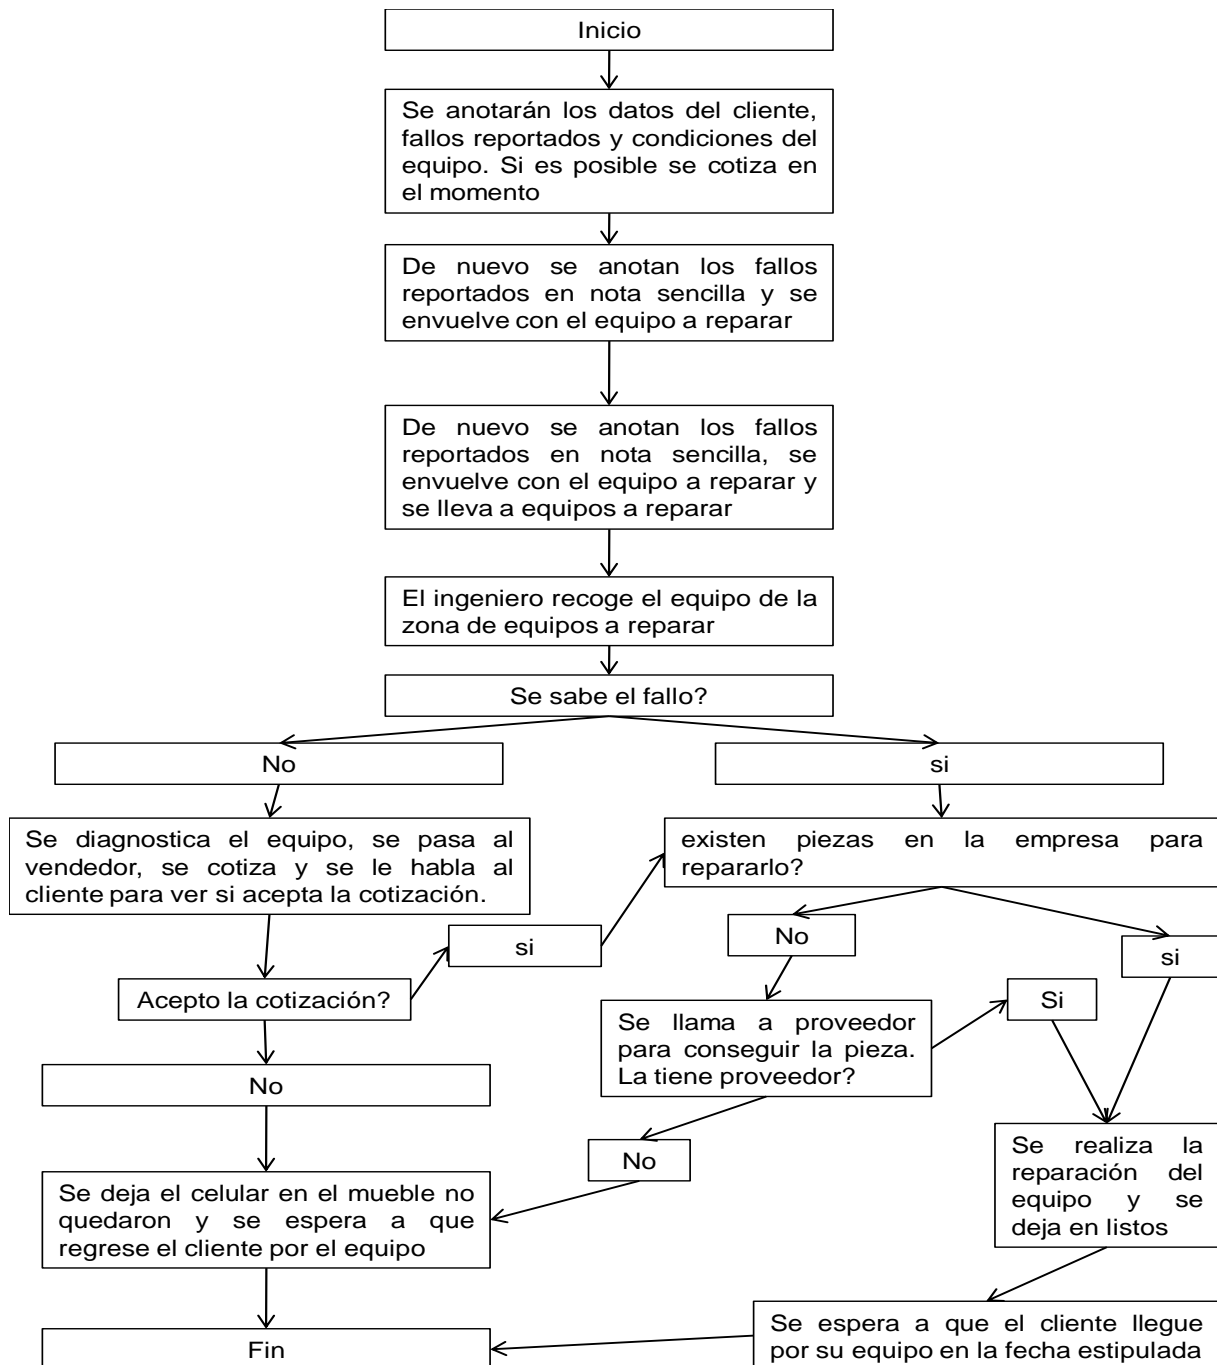 Inicio
Se anotarán los datos del cliente,
fallos reportados y condiciones del
equipo. Si es posible se cotiza en
el momento
De nuevo se anotan los fallos
reportados en nota sencilla y se
envuelve con el equipo a reparar
De nuevo se anotan los fallos
reportados en nota sencilla, se
envuelve con el equipo a reparar y
se lleva a equipos a reparar
El ingeniero recoge el equipo de la
zona de equipos a reparar
Se sabe el fallo?
No
si
Se diagnostica el equipo, se pasa al
vendedor, se cotiza y se le habla al
cliente para ver si acepta la cotización.
existen piezas en la empresa para
repararlo?
si
No
si
Acepto la cotización?
Se llama a proveedor
para conseguir la pieza.
La tiene proveedor?
Si
No
No
Se realiza la
reparación del
equipo y se
deja en listos
Se deja el celular en el mueble no
quedaron y se espera a que
regrese el cliente por el equipo
Se espera a que el cliente llegue
por su equipo en la fecha estipulada
Fin